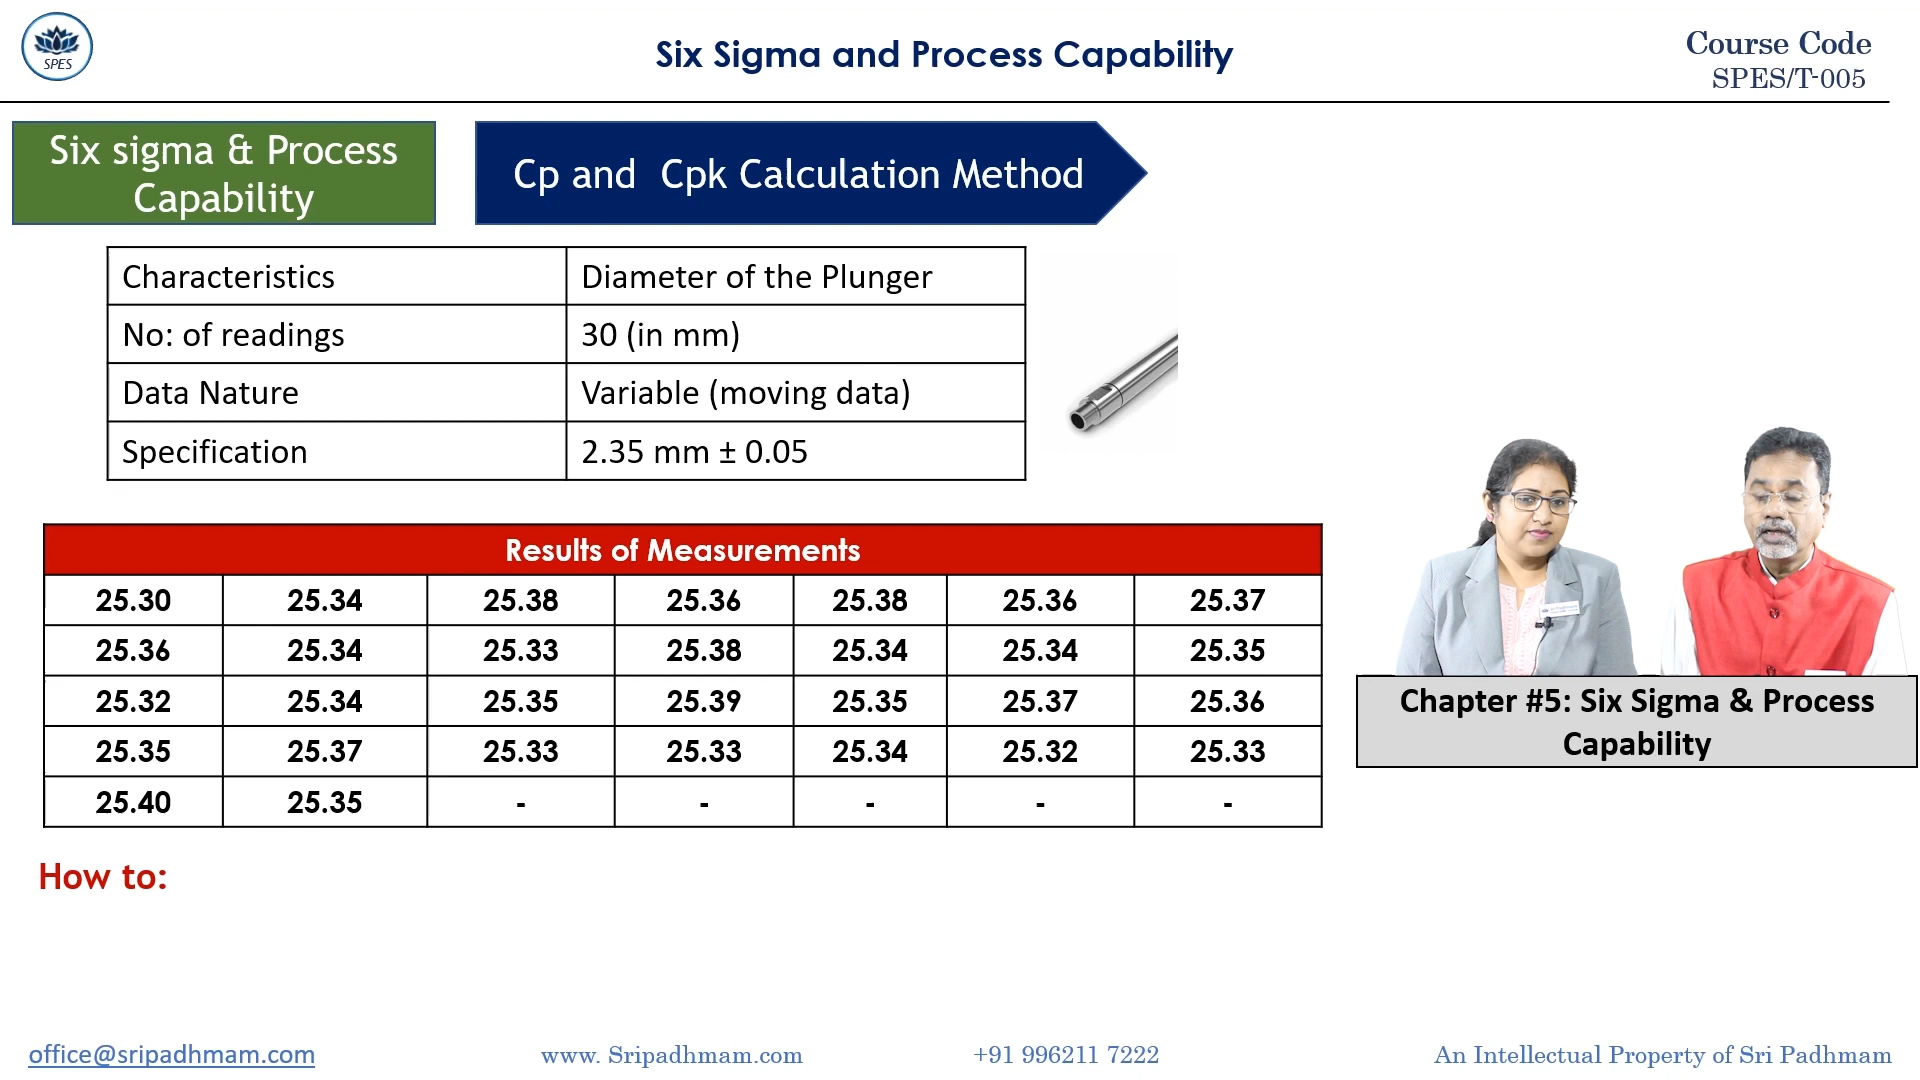 SPES
Six Sigma and Process Capability
Course Code
SPES/T-005
Six sigma & Process
Capability
Cp and  Cpk Calculation Method
Characteristics Diameter of the Plunger
No: of readings 30 (in mm)
Data Nature Variable (moving data)
Specification 2.35 mm ± 0.05
Results of Measurements
25.30 25.34 25.38 25.36 25.38 25.36 25.37
25.36 25.34 25.33 25.38 25.34 25.34 25.35
25.32 25.34 25.35 25.39 25.35 25.37 25.36
25.35 25.37 25.33 25.33 25.34 25.32 25.33
25.40 25.35 - - - - -
Chapter #5: Six Sigma & Process
Capability
How to:
office@sripadhmam.com www. Sripadhmam.com +91 996211 7222 An Intellectual Property of Sri Padhmam